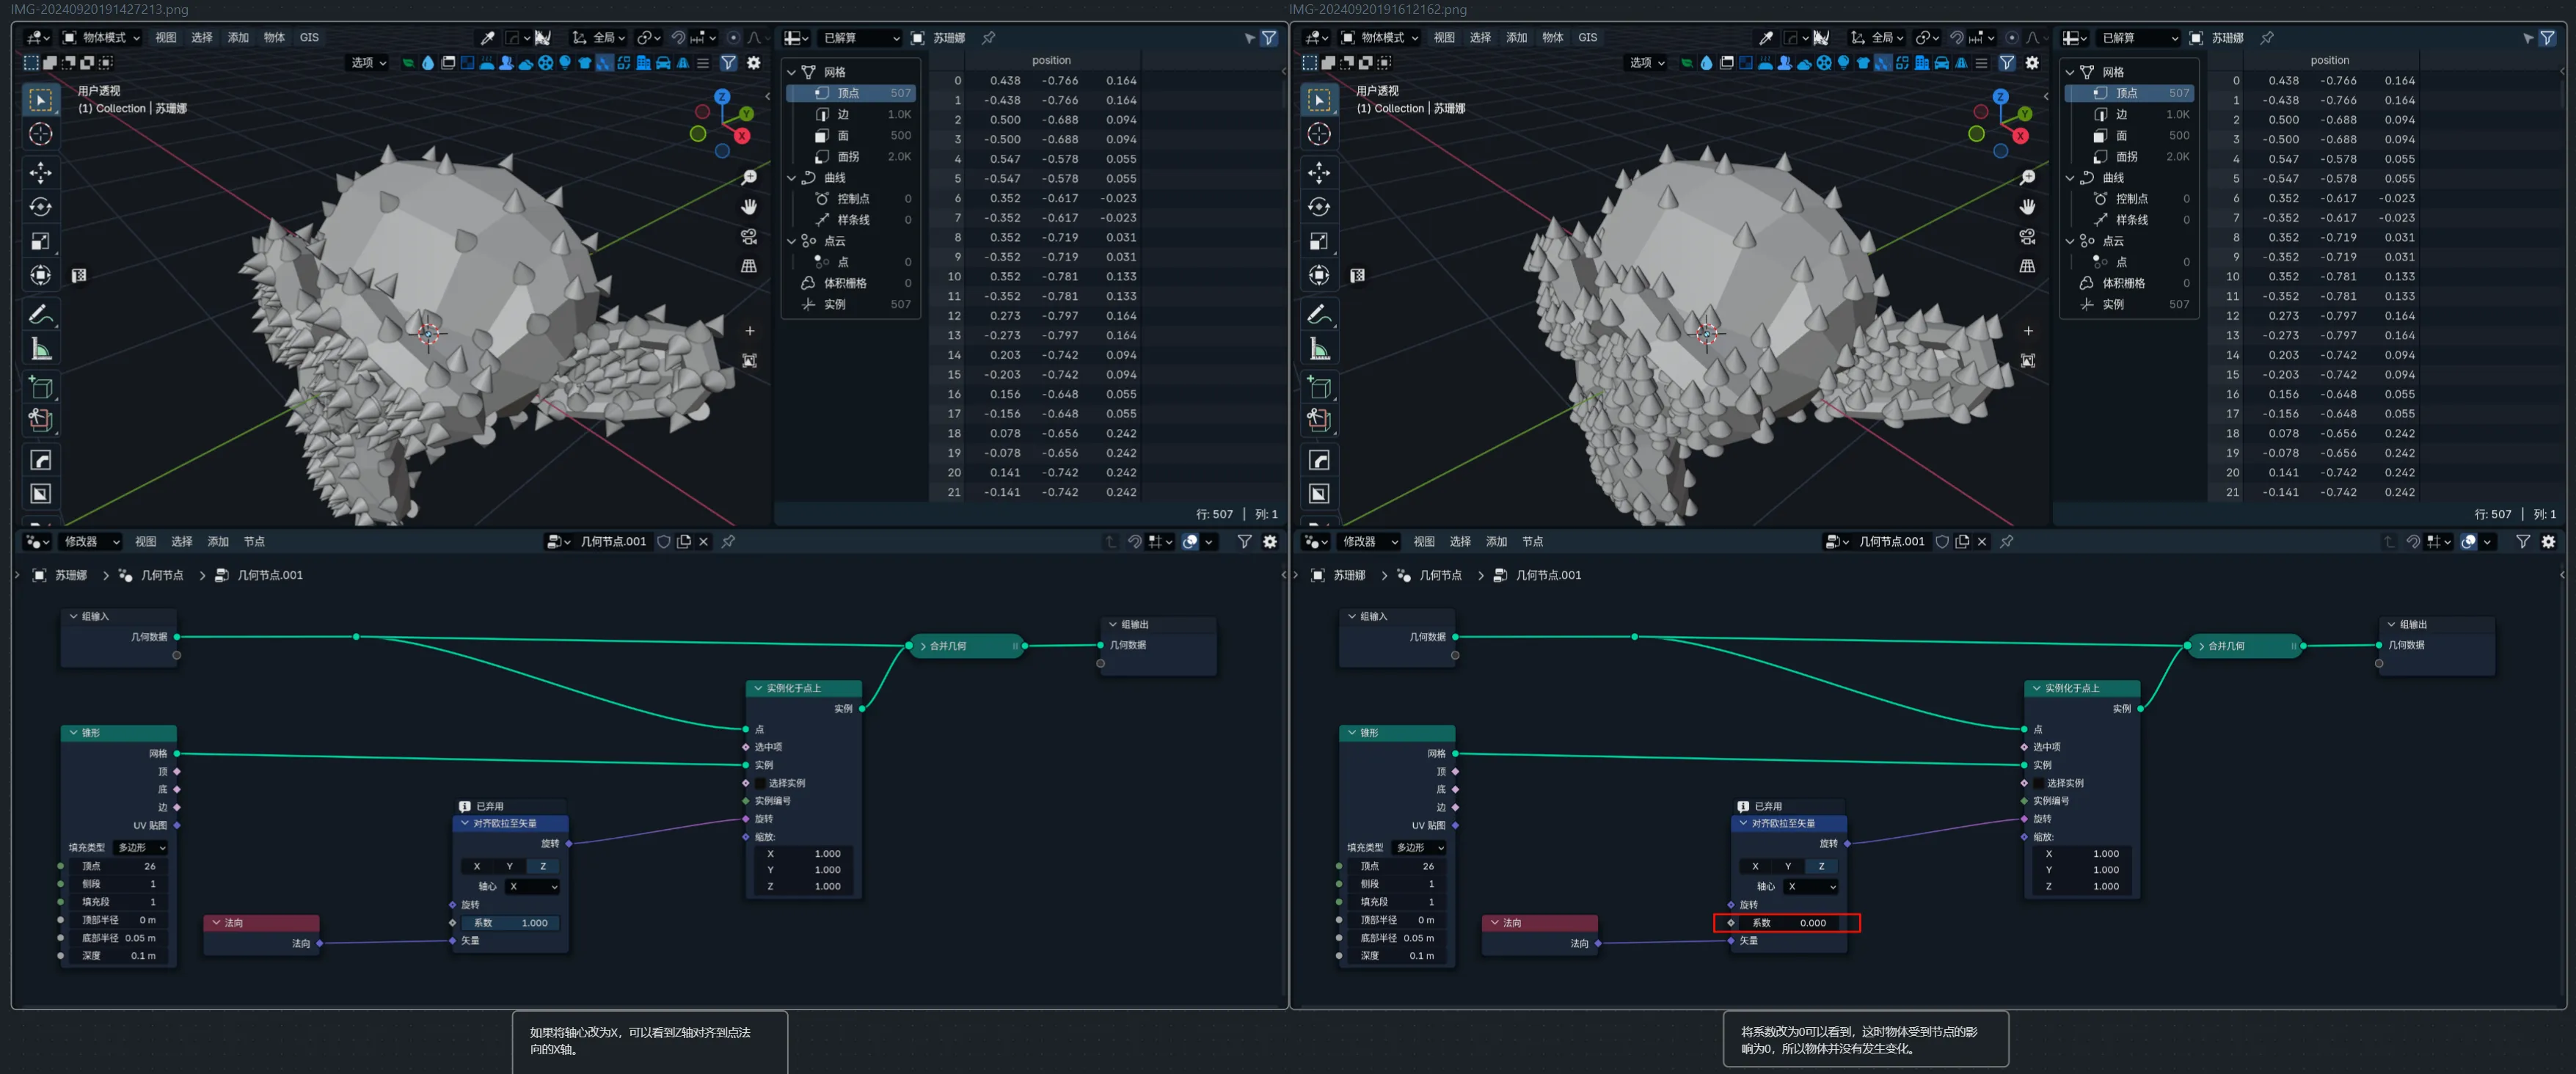 IMG-20240920191427213.png
物体模式 视图 选择 添加 物体 GIS 全局
选项
用户透视
(1) Collection | 苏珊娜
Z
Y
X
已解算 苏珊娜
网格
顶点 507
边 1.0K
面 500
面拐 2.0K
曲线
控制点 0
样条线 0
点云
点 0
体积栅格 0
实例 507
position
0 0.438 -0.766 0.164
1 -0.438 -0.766 0.164
2 0.500 -0.688 0.094
3 -0.500 -0.688 0.094
4 0.547 -0.578 0.055
5 -0.547 -0.578 0.055
6 0.352 -0.617 -0.023
7 -0.352 -0.617 -0.023
8 0.352 -0.719 0.031
9 -0.352 -0.719 0.031
10 0.352 -0.781 0.133
11 -0.352 -0.781 0.133
12 0.273 -0.797 0.164
13 -0.273 -0.797 0.164
14 0.203 -0.742 0.094
15 -0.203 -0.742 0.094
16 0.156 -0.648 0.055
17 -0.156 -0.648 0.055
18 0.078 -0.656 0.242
19 -0.078 -0.656 0.242
20 0.141 -0.742 0.242
21 -0.141 -0.742 0.242
行: 507 | 列: 1
修改器 视图 选择 添加 节点 几何节点.001
苏珊娜 > 几何节点 > 几何节点.001
组输入
几何数据
合并几何
组输出
几何数据
实例化于点上
实例
点
选中项
实例
选择实例
实例编号
旋转
缩放:
X 1.000
Y 1.000
Z 1.000
锥形
网格
顶
底
边
UV 贴图
填充类型 多边形
顶点 26
侧段 1
填充段 1
顶部半径 0 m
底部半径 0.05 m
深度 0.1 m
法向
法向
已弃用
对齐欧拉至矢量
旋转
X Y Z
轴心 X
旋转
系数 1.000
矢量
如果将轴心改为X，可以看到Z轴对齐到点法
向的X轴。
IMG-20240920191612162.png
物体模式 视图 选择 添加 物体 GIS 全局
选项
用户透视
(1) Collection | 苏珊娜
Z
Y
X
已解算 苏珊娜
网格
顶点 507
边 1.0K
面 500
面拐 2.0K
曲线
控制点 0
样条线 0
点云
点 0
体积栅格 0
实例 507
position
0 0.438 -0.766 0.164
1 -0.438 -0.766 0.164
2 0.500 -0.688 0.094
3 -0.500 -0.688 0.094
4 0.547 -0.578 0.055
5 -0.547 -0.578 0.055
6 0.352 -0.617 -0.023
7 -0.352 -0.617 -0.023
8 0.352 -0.719 0.031
9 -0.352 -0.719 0.031
10 0.352 -0.781 0.133
11 -0.352 -0.781 0.133
12 0.273 -0.797 0.164
13 -0.273 -0.797 0.164
14 0.203 -0.742 0.094
15 -0.203 -0.742 0.094
16 0.156 -0.648 0.055
17 -0.156 -0.648 0.055
18 0.078 -0.656 0.242
19 -0.078 -0.656 0.242
20 0.141 -0.742 0.242
21 -0.141 -0.742 0.242
行: 507 | 列: 1
修改器 视图 选择 添加 节点 几何节点.001
苏珊娜 > 几何节点 > 几何节点.001
组输入
几何数据
合并几何
组输出
几何数据
实例化于点上
实例
点
选中项
实例
选择实例
实例编号
旋转
缩放:
X 1.000
Y 1.000
Z 1.000
锥形
网格
顶
底
边
UV 贴图
填充类型 多边形
顶点 26
侧段 1
填充段 1
顶部半径 0 m
底部半径 0.05 m
深度 0.1 m
法向
法向
已弃用
对齐欧拉至矢量
旋转
X Y Z
轴心 X
旋转
系数 0.000
矢量
将系数改为0可以看到，这时物体受到节点的影
响为0，所以物体并没有发生变化。